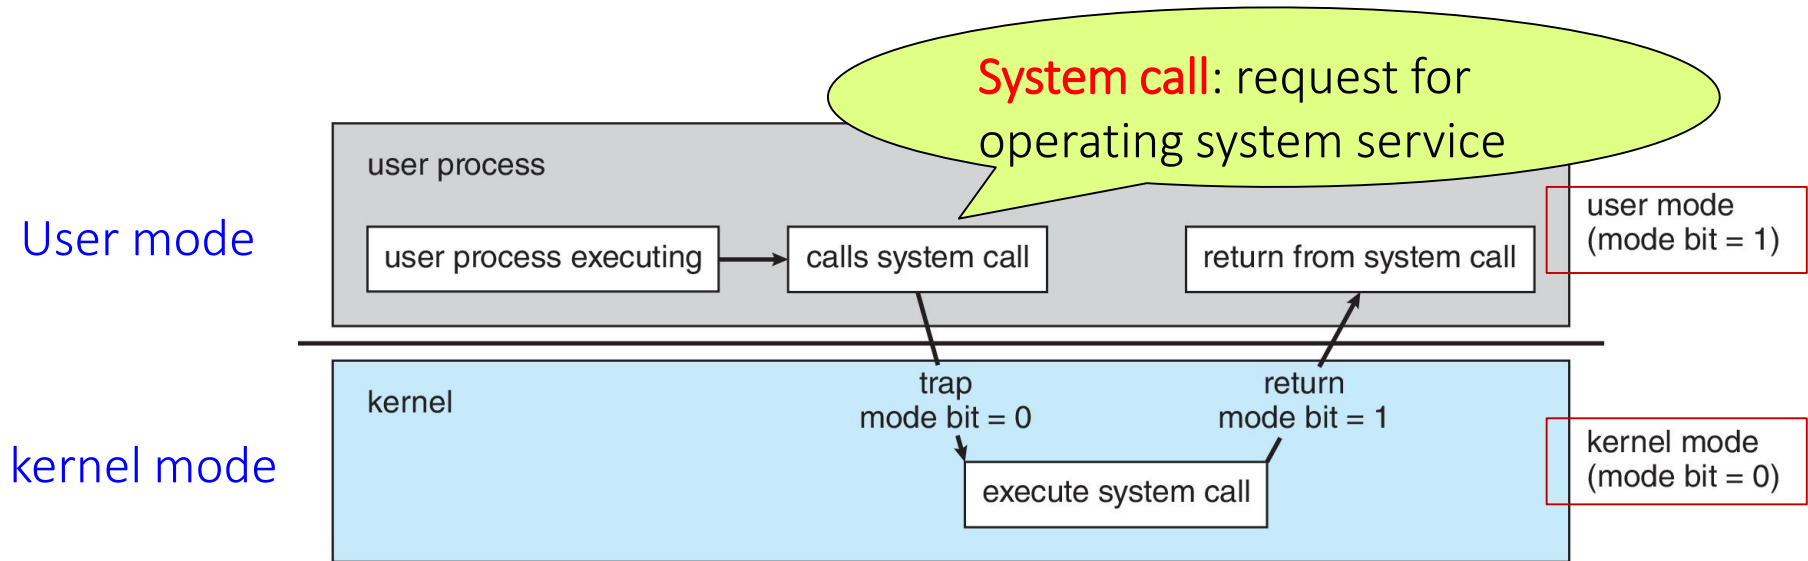 System call: request for
operating system service
user process
User mode
user process executing
calls system call
return from system call
user mode
(mode bit = 1)
kernel mode
kernel
trap
mode bit = 0
return
mode bit = 1
execute system call
kernel mode
(mode bit = 0)